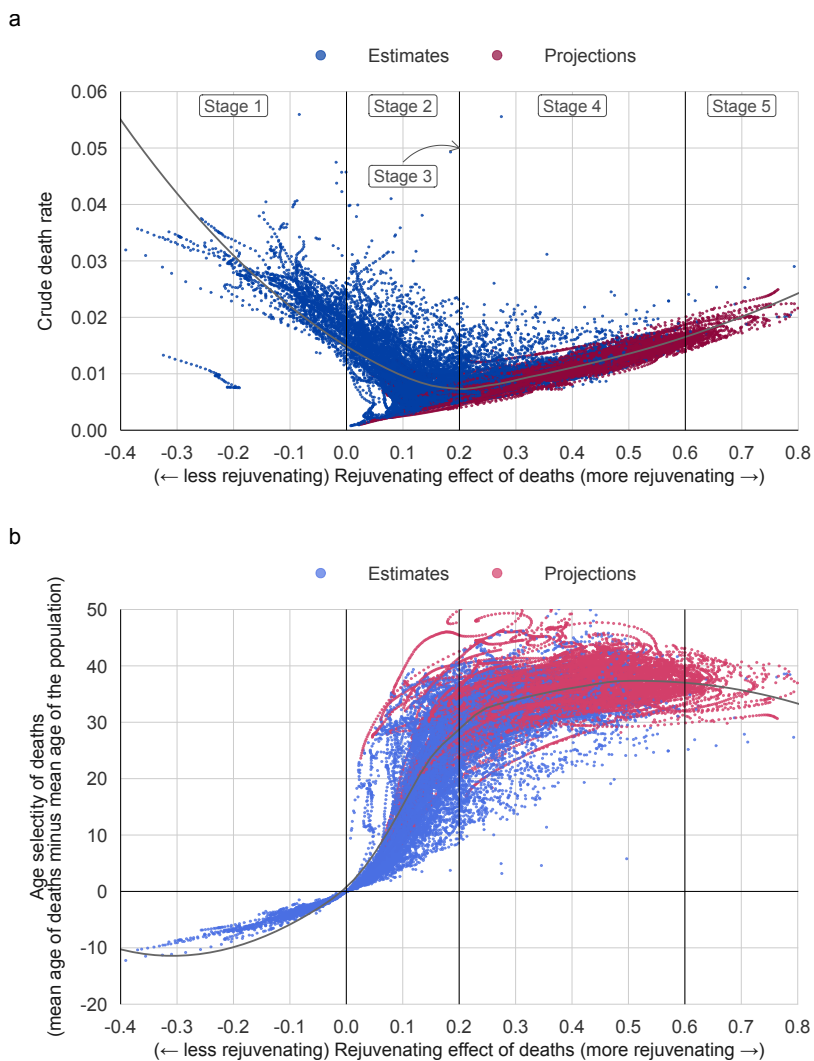 a
Estimates Projections
0.06
Stage 1 Stage 2 Stage 4 Stage 5
0.05
Stage 3
0.04
0.03
0.02
0.01
0.00
Crude death rate
-0.4 -0.3 -0.2 -0.1 0.0 0.1 0.2 0.3 0.4 0.5 0.6 0.7 0.8
(← less rejuvenating) Rejuvenating effect of deaths (more rejuvenating →)
b
Estimates Projections
50
40
30
20
10
0
-10
-20
Age selectity of deaths
(mean age of deaths minus mean age of the population)
-0.4 -0.3 -0.2 -0.1 0.0 0.1 0.2 0.3 0.4 0.5 0.6 0.7 0.8
(← less rejuvenating) Rejuvenating effect of deaths (more rejuvenating →)